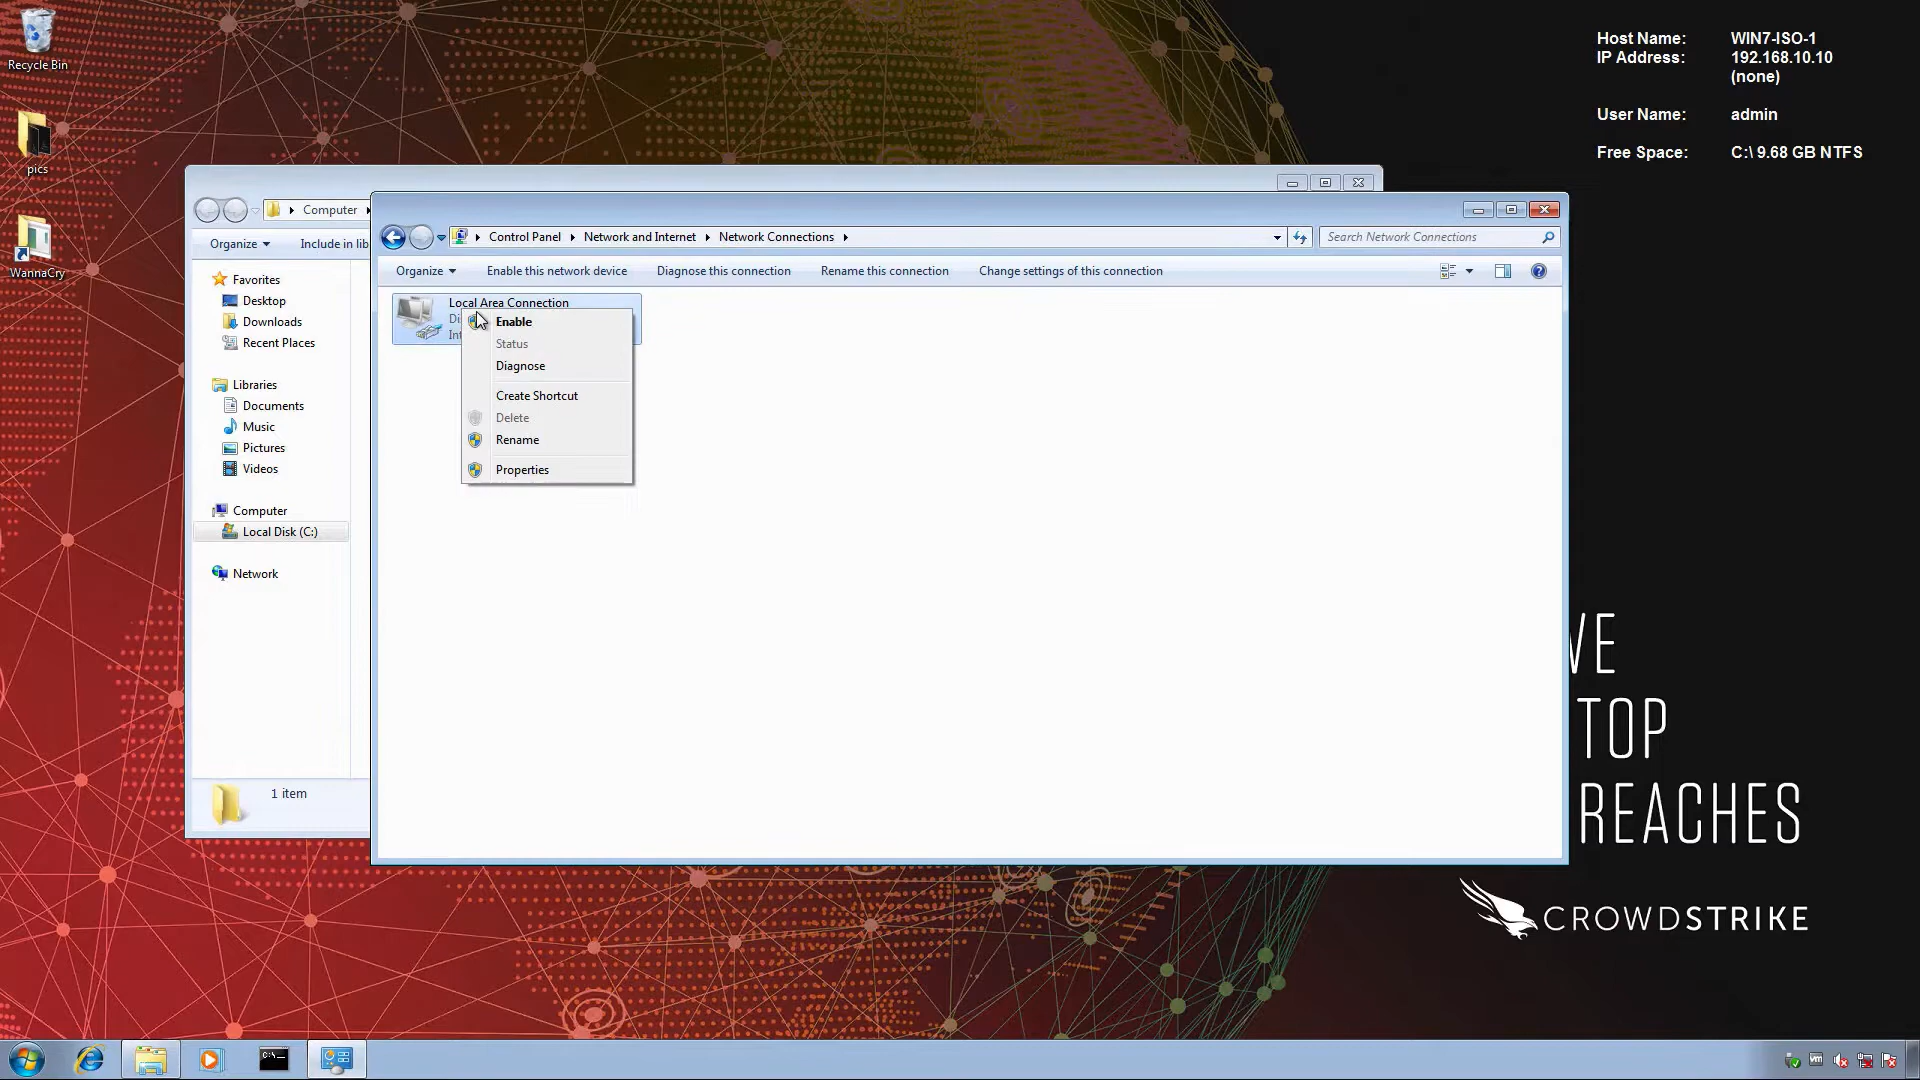 Recycle Bin
pics
WannaCry
Host Name: WIN7-ISO-1
IP Address: 192.168.10.10
(none)
User Name: admin
Free Space: C:\ 9.68 GB NTFS
Computer
Organize
Include in lib
Favorites
Desktop
Downloads
Recent Places
Libraries
Documents
Music
Pictures
Videos
Computer
Local Disk (C:)
Network
1 item
Control Panel Network and Internet Network Connections
Search Network Connections
Organize Enable this network device Diagnose this connection Rename this connection Change settings of this connection
Local Area Connection
Di
Int
Enable
Status
Diagnose
Create Shortcut
Delete
Rename
Properties
VE
TOP
REACHES
CROWDSTRIKE
C:\
vm